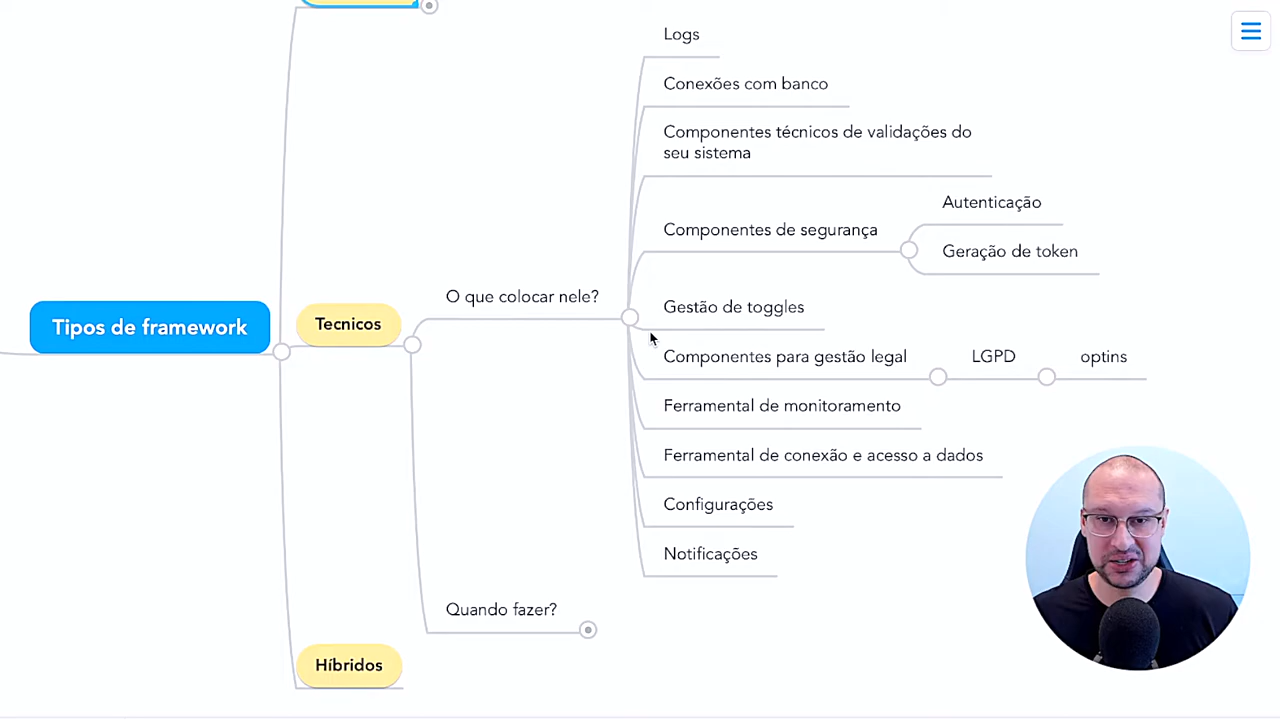 Logs
Conexões com banco
Componentes técnicos de validações do
seu sistema
Autenticação
Componentes de segurança
Geração de token
O que colocar nele?
Gestão de toggles
Tipos de framework
Tecnicos
Componentes para gestão legal
LGPD
optins
Ferramental de monitoramento
Ferramental de conexão e acesso a dados
Configurações
Notificações
Quando fazer?
Híbridos